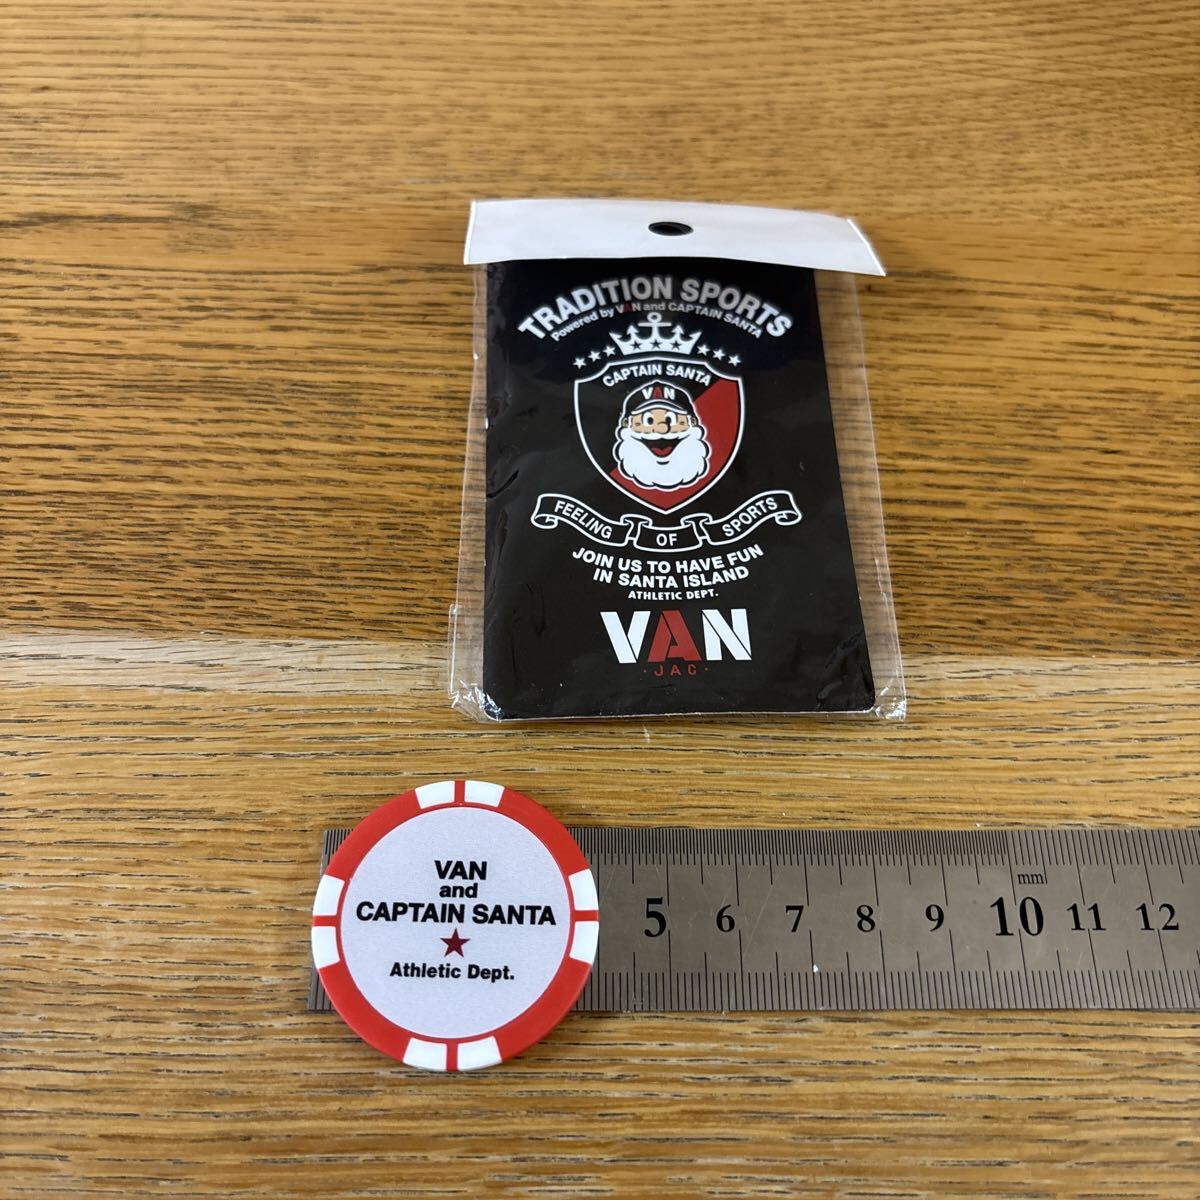 TRADITION SPORTS
Powered by VAN and CAPTAIN SANTA
CAPTAIN SANTA
VAN
FEELING OF SPORTS
JOIN US TO HAVE FUN
IN SANTA ISLAND
ATHLETIC DEPT.
VAN
·JAC·
VAN
and
CAPTAIN SANTA
Athletic Dept.
mm
5 6 7 8 9 10 11 12